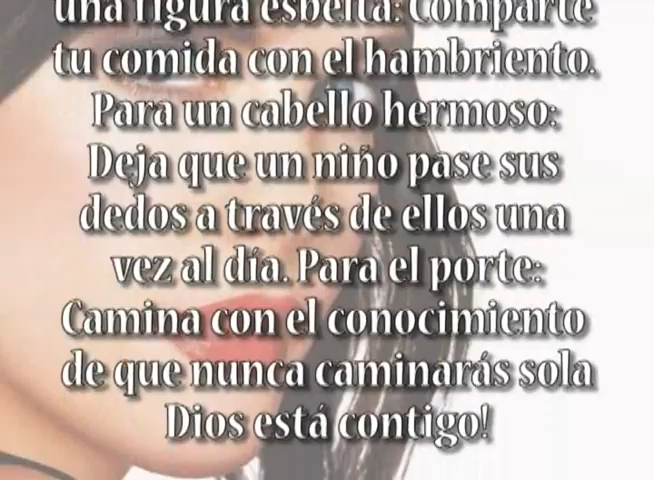 una figura esbelta: Comparte
tu comida con el hambriento.
Para un cabello hermoso:
Deja que un niño pase sus
dedos a través de ellos una
vez al día. Para el porte:
Camina con el conocimiento
de que nunca caminarás sola
Dios está contigo!